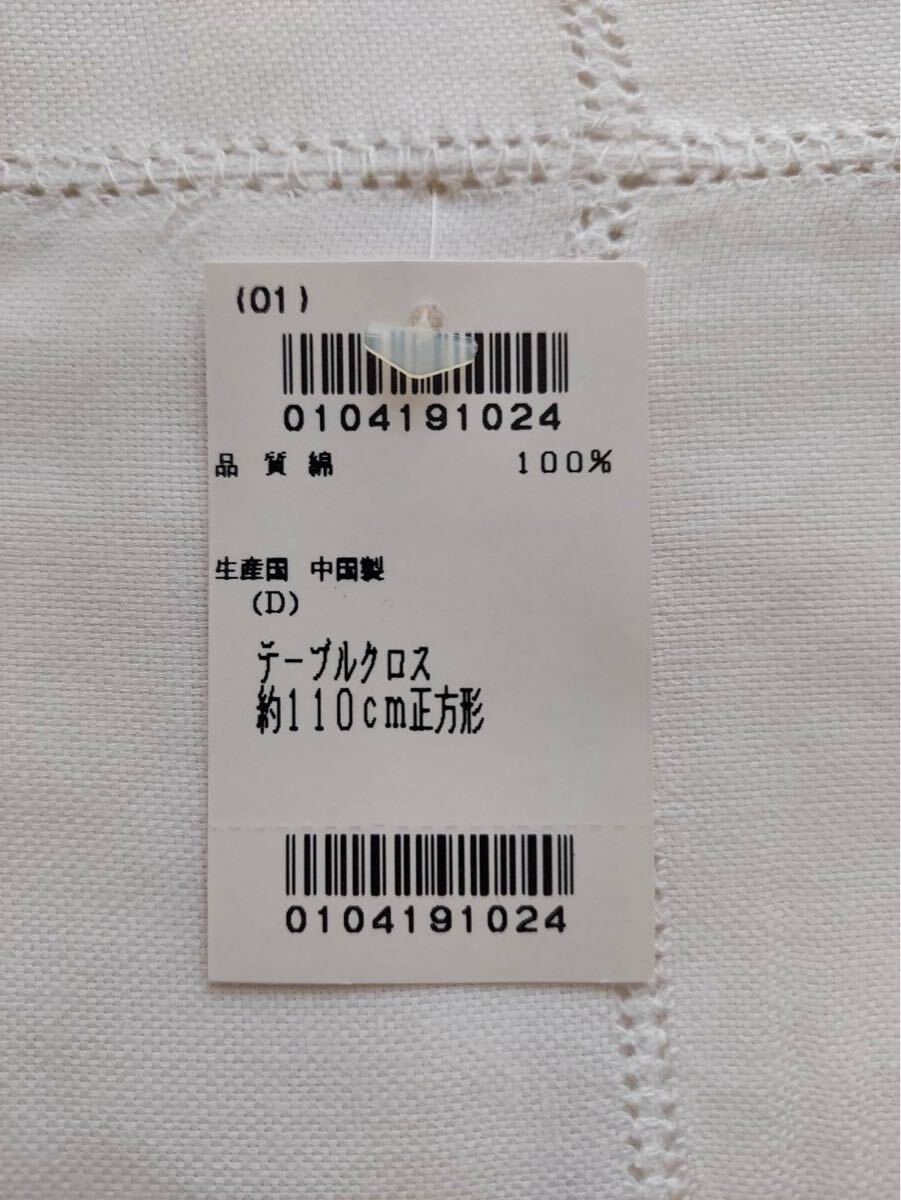 (01)
0104191024
品 質 綿 100%
生産国 中国製
(D)
テーブルクロス
約110cm正方形
0104191024